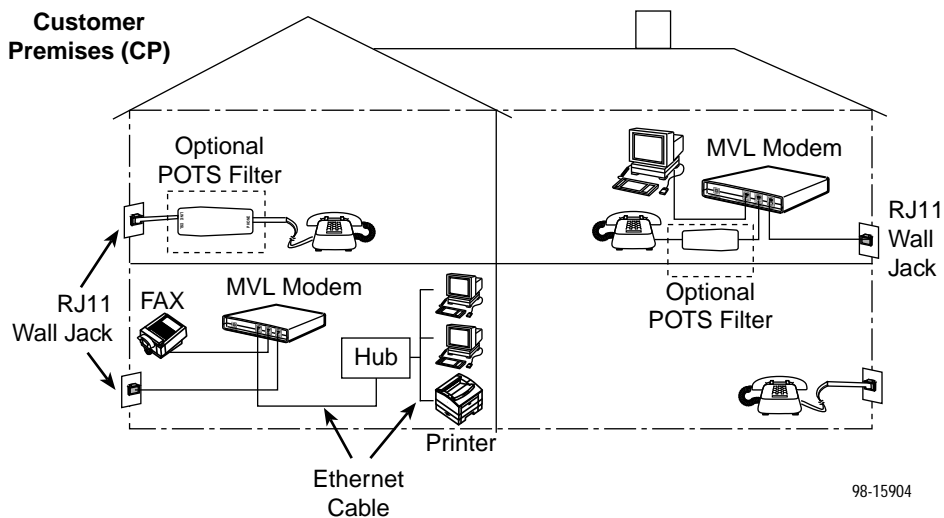 Customer
Premises (CP)
Optional
POTS Filter
MVL Modem
RJ11
Wall
Jack
Optional
POTS Filter
RJ11
Wall Jack
FAX
MVL Modem
Hub
Printer
Ethernet
Cable
98-15904